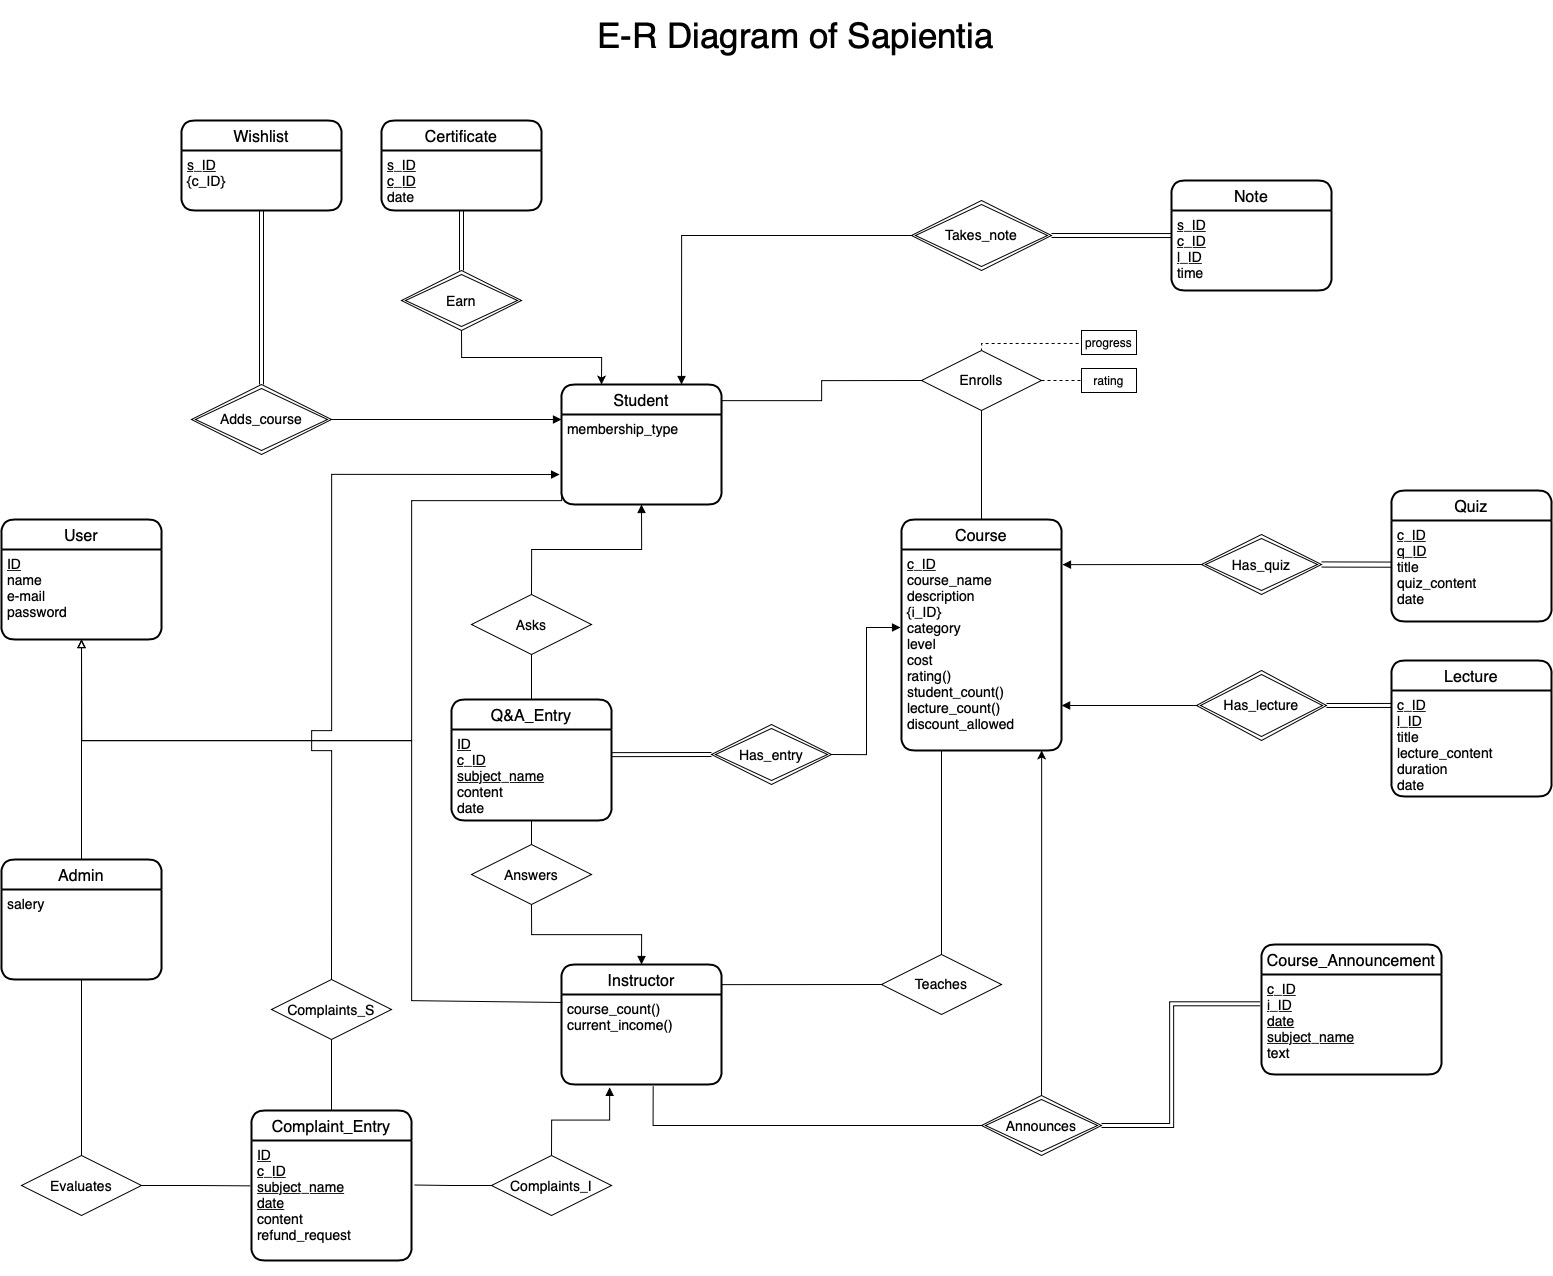 E-R Diagram of Sapientia
Wishlist
s_ID
{c_ID}
Certificate
s_ID
c_ID
date
Note
s_ID
c_ID
l_ID
time
Takes_note
Earn
progress
Enrolls
rating
Adds_course
Student
membership_type
User
ID
name
e-mail
password
Course
c_ID
course_name
description
{i_ID}
category
level
cost
rating()
student_count()
lecture_count()
discount_allowed
Quiz
c_ID
q_ID
title
quiz_content
date
Has_quiz
Asks
Lecture
c_ID
l_ID
title
lecture_content
duration
date
Has_lecture
Q&A_Entry
ID
c_ID
subject_name
content
date
Has_entry
Admin
salery
Answers
Instructor
course_count()
current_income()
Teaches
Course_Announcement
c_ID
i_ID
date
subject_name
text
Complaints_S
Complaint_Entry
ID
c_ID
subject_name
date
content
refund_request
Announces
Evaluates
Complaints_I